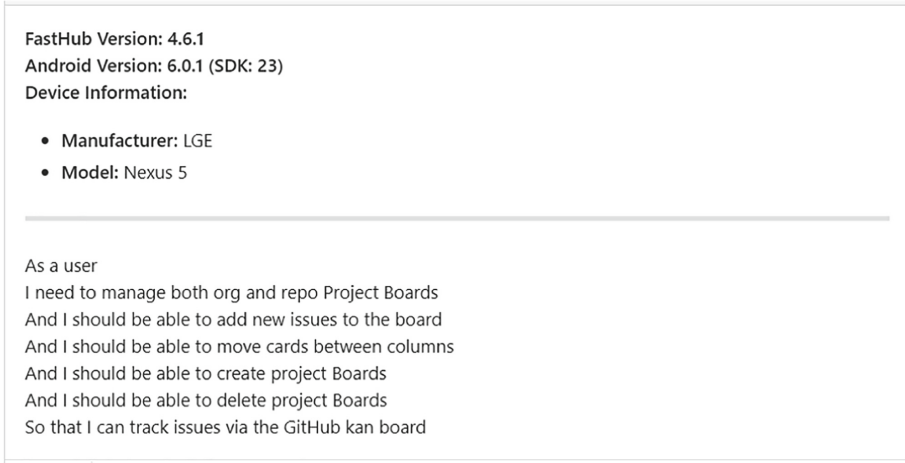 FastHub Version: 4.6.1
Android Version: 6.0.1 (SDK: 23)
Device Information:
• Manufacturer: LGE
• Model: Nexus 5
As a user
I need to manage both org and repo Project Boards
And I should be able to add new issues to the board
And I should be able to move cards between columns
And I should be able to create project Boards
And I should be able to delete project Boards
So that I can track issues via the GitHub kan board